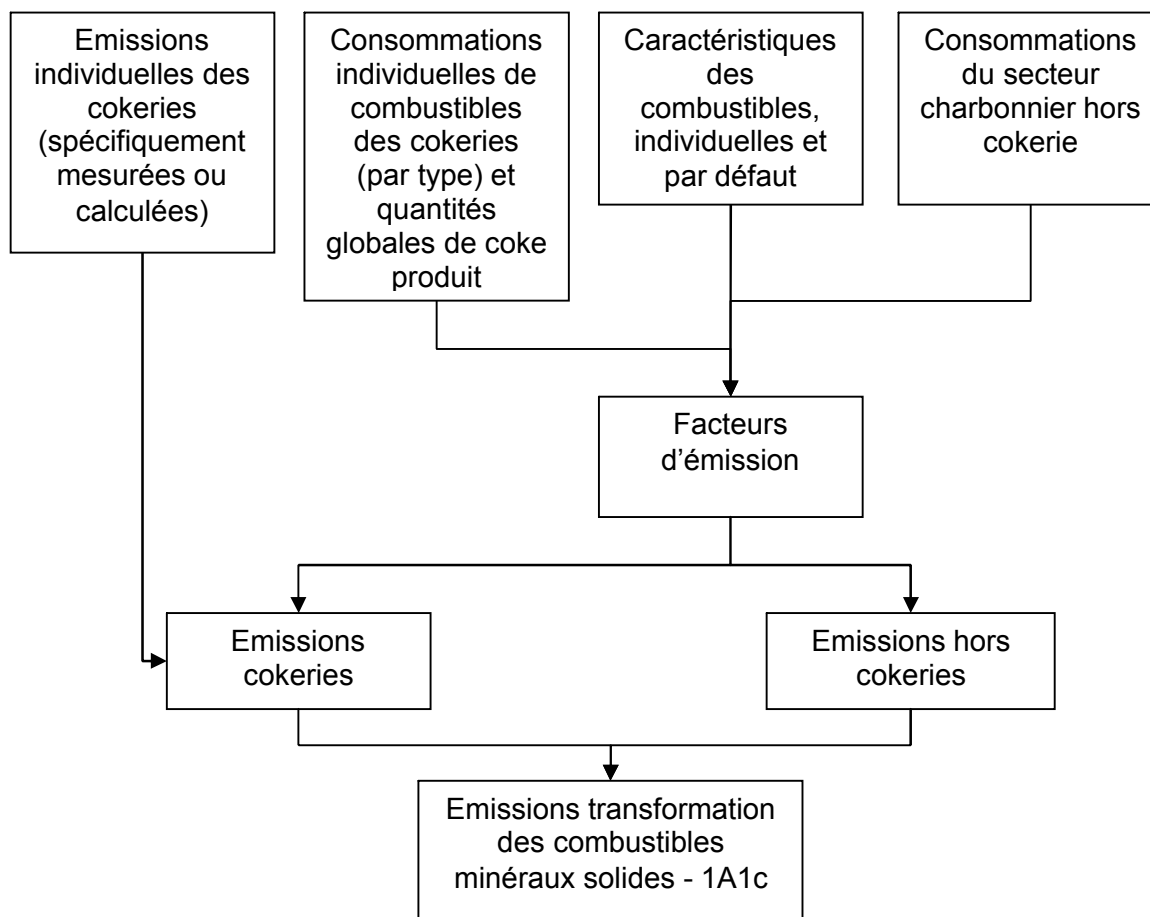 Emissions
individuelles des
cokeries
(spécifiquement
mesurées ou
calculées)
Consommations
individuelles de
combustibles
des cokeries
(par type) et
quantités
globales de coke
produit
Caractéristiques
des
combustibles,
individuelles et
par défaut
Consommations
du secteur
charbonnier hors
cokerie
Facteurs
d’émission
Emissions
cokeries
Emissions hors
cokeries
Emissions transformation
des combustibles
minéraux solides - 1A1c